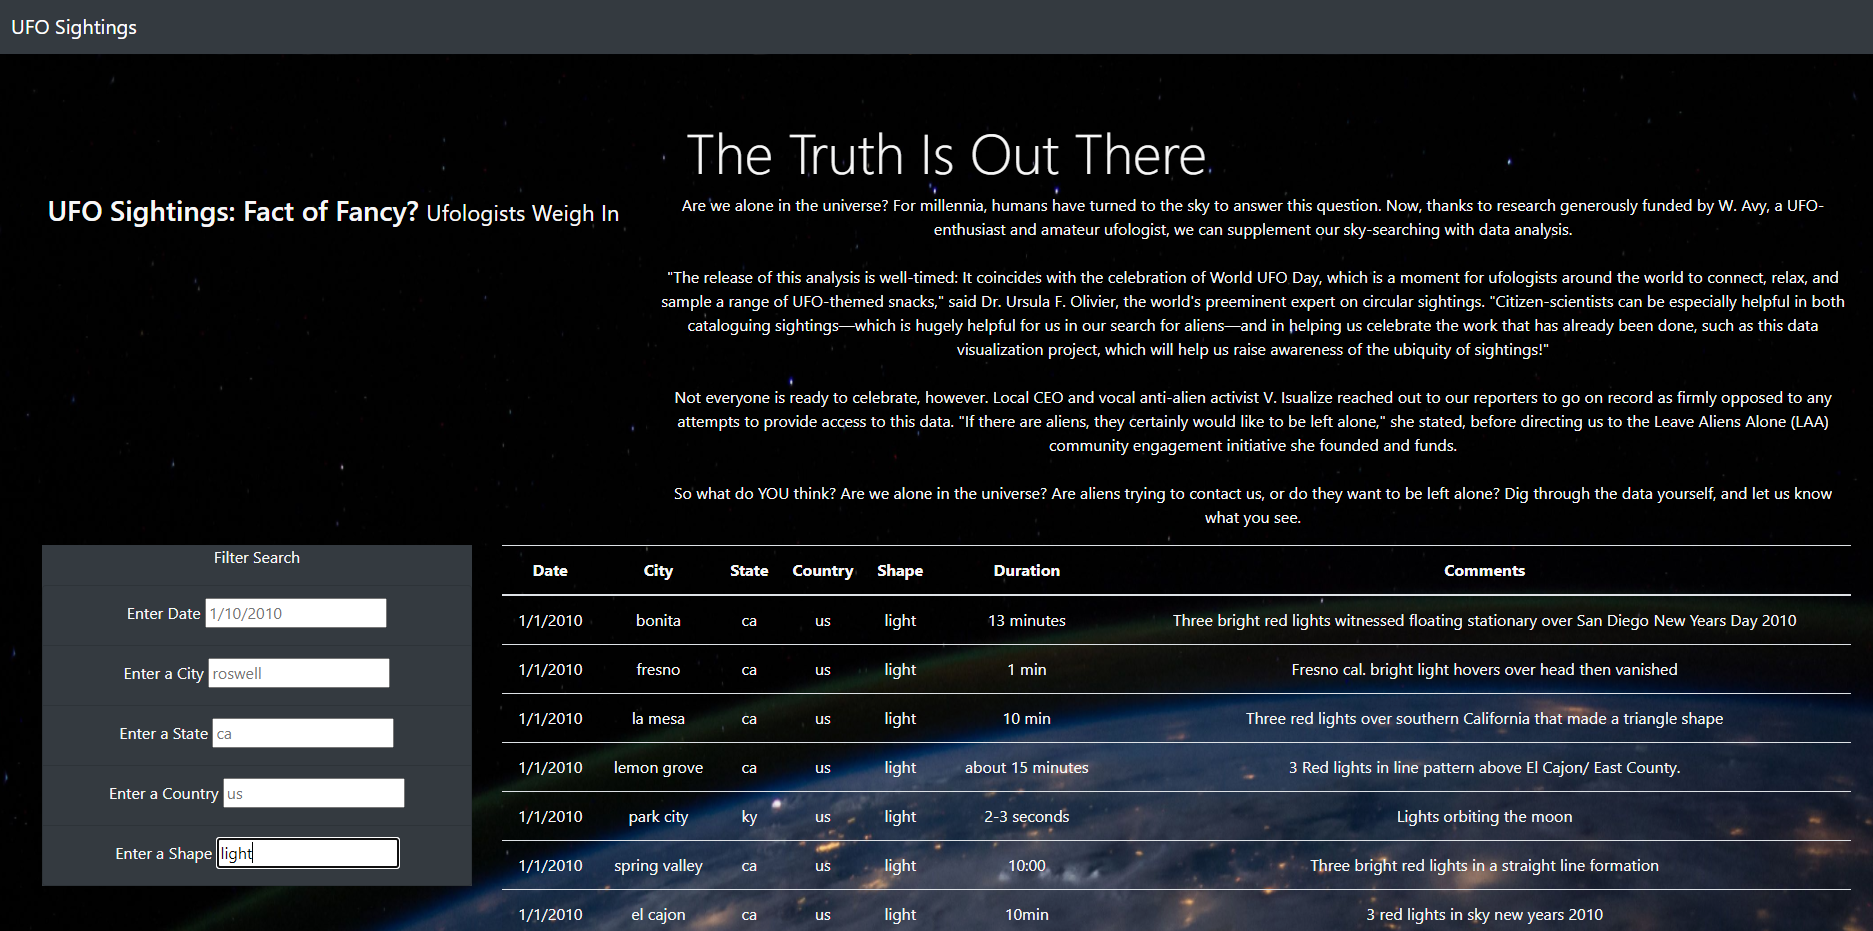 UFO Sightings
The Truth Is Out There
UFO Sightings: Fact of Fancy? Ufologists Weigh In
Are we alone in the universe? For millennia, humans have turned to the sky to answer this question. Now, thanks to research generously funded by W. Avy, a UFO-
enthusiast and amateur ufologist, we can supplement our sky-searching with data analysis.
"The release of this analysis is well-timed: It coincides with the celebration of World UFO Day, which is a moment for ufologists around the world to connect, relax, and
sample a range of UFO-themed snacks," said Dr. Ursula F. Olivier, the world's preeminent expert on circular sightings. "Citizen-scientists can be especially helpful in both
cataloguing sightings—which is hugely helpful for us in our search for aliens—and in helping us celebrate the work that has already been done, such as this data
visualization project, which will help us raise awareness of the ubiquity of sightings!"
Not everyone is ready to celebrate, however. Local CEO and vocal anti-alien activist V. Isualize reached out to our reporters to go on record as firmly opposed to any
attempts to provide access to this data. "If there are aliens, they certainly would like to be left alone," she stated, before directing us to the Leave Aliens Alone (LAA)
community engagement initiative she founded and funds.
So what do YOU think? Are we alone in the universe? Are aliens trying to contact us, or do they want to be left alone? Dig through the data yourself, and let us know
what you see.
Filter Search
Enter Date 1/10/2010
Enter a City roswell
Enter a State ca
Enter a Country us
Enter a Shape light
Date City State Country Shape Duration Comments
1/1/2010 bonita ca us light 13 minutes Three bright red lights witnessed floating stationary over San Diego New Years Day 2010
1/1/2010 fresno ca us light 1 min Fresno cal. bright light hovers over head then vanished
1/1/2010 la mesa ca us light 10 min Three red lights over southern California that made a triangle shape
1/1/2010 lemon grove ca us light about 15 minutes 3 Red lights in line pattern above El Cajon/ East County.
1/1/2010 park city ky us light 2-3 seconds Lights orbiting the moon
1/1/2010 spring valley ca us light 10:00 Three bright red lights in a straight line formation
1/1/2010 el cajon ca us light 10min 3 red lights in sky new years 2010